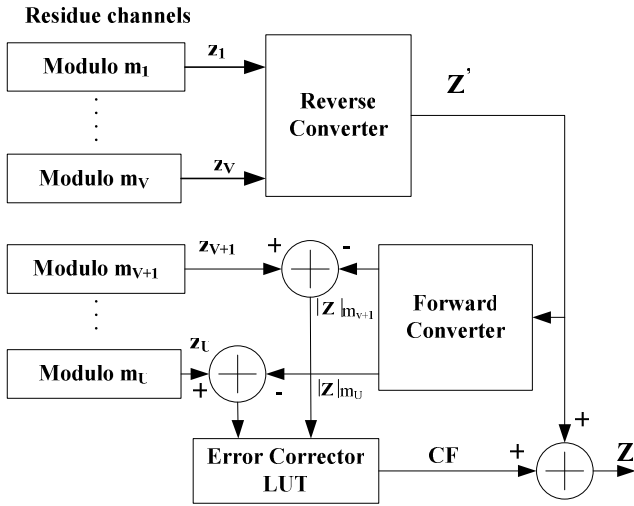 Residue channels
Modulo m1
z1
Reverse
Converter
Z’
Modulo mV
zV
Modulo mV+1
zV+1
+
-
|Z|mv+1
Forward
Converter
Modulo mU
zU
+
-
|Z|mU
Error Corrector
LUT
CF
+
+
Z